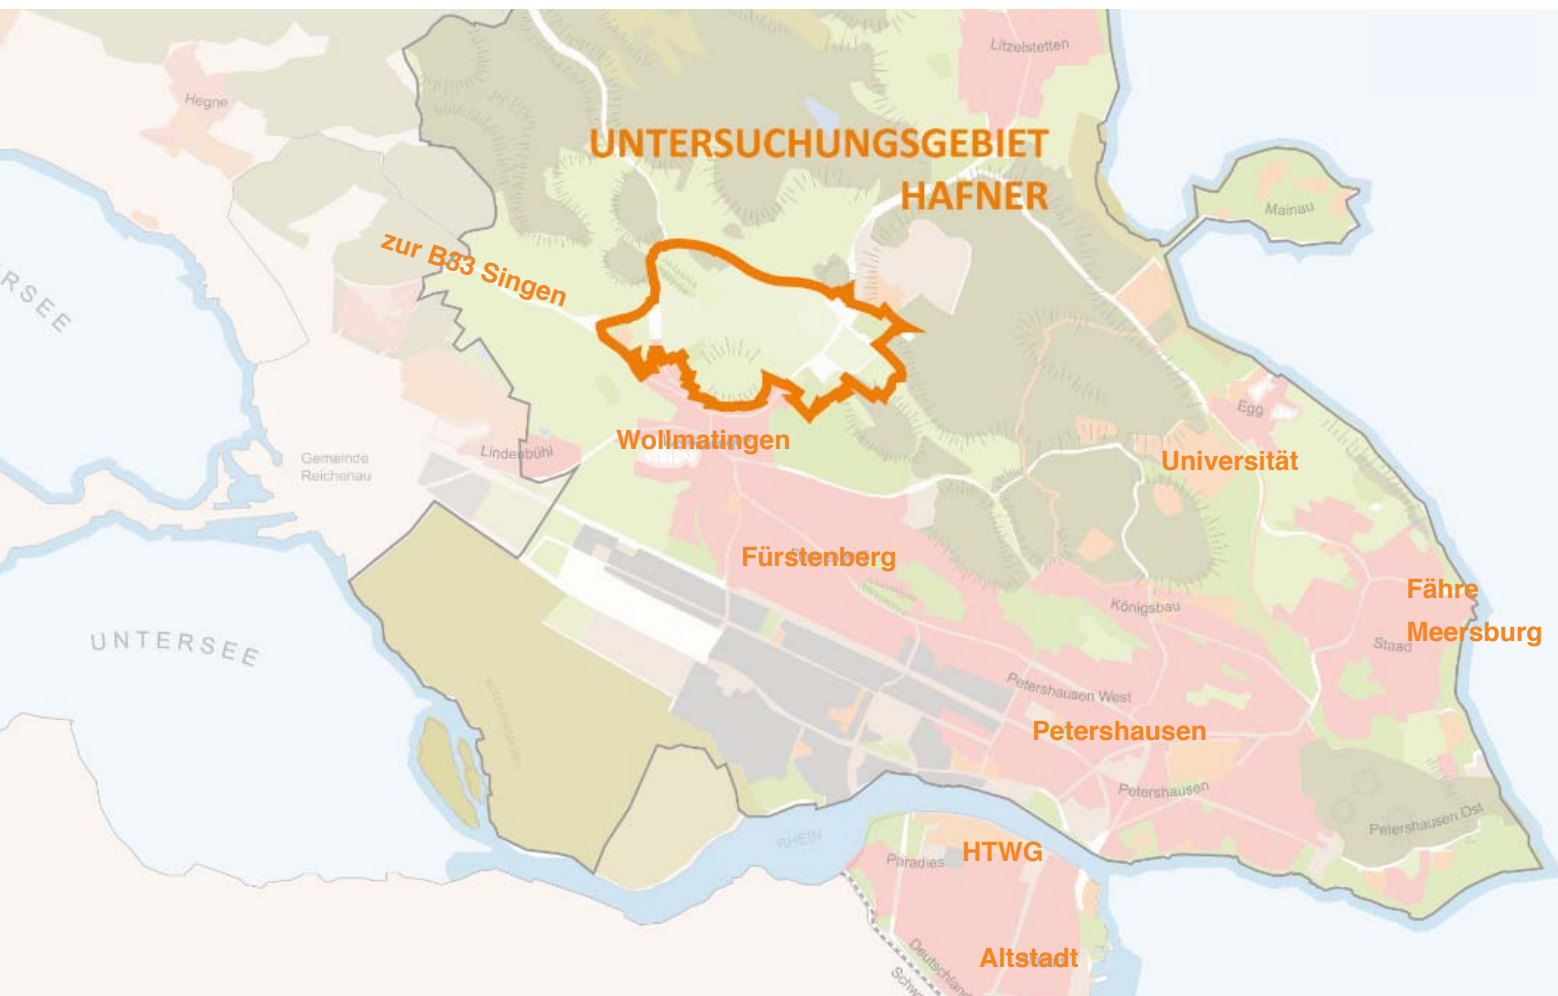 Litzelstetten
Hegne
UNTERSUCHUNGSGEBIET
HAFNER
Mainau
zur B33 Singen
Egg
Wollmatingen
Lindenbühl
Gemeinde
Reichenau
Universität
Fürstenberg
Fähre
Meersburg
Königsbau
Staad
UNTERSEE
Petershausen West
Petershausen
Petershausen
Petershausen Ost
RHEIN
Paradies
HTWG
Altstadt
Deutschland